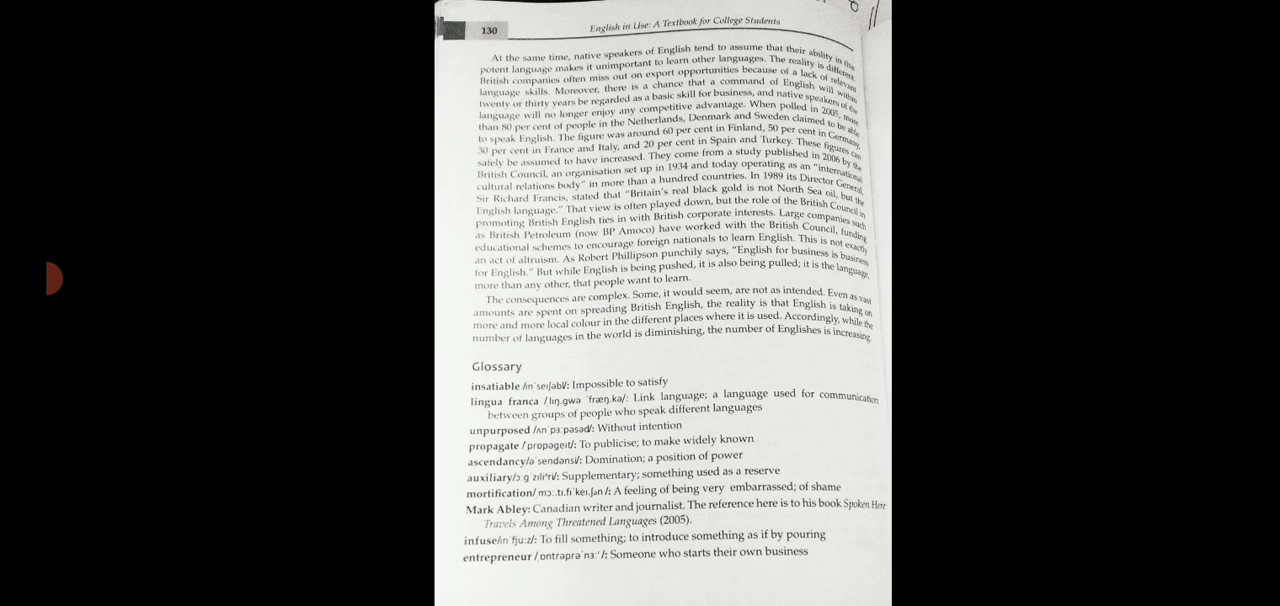 130
English in Use: A Textbook for College Students
At the same time, native speakers of English tend to assume that their ability in this
potent language makes it unimportant to learn other languages. The reality is different.
British companies often miss out on export opportunities because of a lack of relevant
language skills. Moreover, there is a chance that a command of English will within
twenty or thirty years be regarded as a basic skill for business, and native speakers of the
language will no longer enjoy any competitive advantage. When polled in 2005, more
than 80 per cent of people in the Netherlands, Denmark and Sweden claimed to be able
to speak English. The figure was around 60 per cent in Finland, 50 per cent in Germany,
30 per cent in France and Italy, and 20 per cent in Spain and Turkey. These figures can
safely be assumed to have increased. They come from a study published in 2006 by the
British Council, an organisation set up in 1934 and today operating as an "international
cultural relations body" in more than a hundred countries. In 1989 its Director General,
Sir Richard Francis, stated that "Britain's real black gold is not North Sea oil, but the
English language." That view is often played down, but the role of the British Council in
promoting British English ties in with British corporate interests. Large companies such
as British Petroleum (now BP Amoco) have worked with the British Council, funding
educational schemes to encourage foreign nationals to learn English. This is not exactly
an act of altruism. As Robert Phillipson punchily says, "English for business is business
for English." But while English is being pushed, it is also being pulled; it is the language,
more than any other, that people want to learn.
The consequences are complex. Some, it would seem, are not as intended. Even as vast
amounts are spent on spreading British English, the reality is that English is taking on
more and more local colour in the different places where it is used. Accordingly, while the
number of languages in the world is diminishing, the number of Englishes is increasing.
Glossary
insatiable /ɪnˈseɪʃəbl/: Impossible to satisfy
lingua franca /ˌlɪŋ.gwə ˈfræŋ.kə/: Link language; a language used for communication
between groups of people who speak different languages
unpurposed /ʌnˈpɜːpəsəd/: Without intention
propagate /ˈprɒpəgeɪt/: To publicise; to make widely known
ascendancy/əˈsendənsi/: Domination; a position of power
auxiliary/ɔːgˈzɪliəri/: Supplementary; something used as a reserve
mortification/ˌmɔː.tɪ.fɪˈkeɪ.ʃən/: A feeling of being very embarrassed; of shame
Mark Abley: Canadian writer and journalist. The reference here is to his book Spoken Here:
Travels Among Threatened Languages (2005).
infuse/ɪnˈfjuːz/: To fill something; to introduce something as if by pouring
entrepreneur /ˌɒntrəprəˈnɜːʳ/: Someone who starts their own business